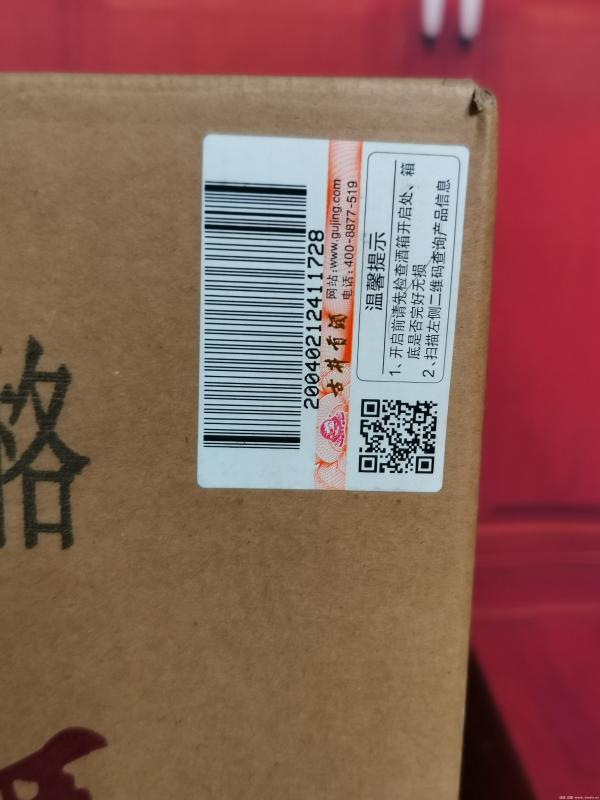 20040212411728
古井贡酒
网站:www.gujing.com
电话:400-8877-519
温馨提示
1、开启前请先检查酒箱开启处、箱
底是否完好无损
2、扫描左侧二维码查询产品信息
格